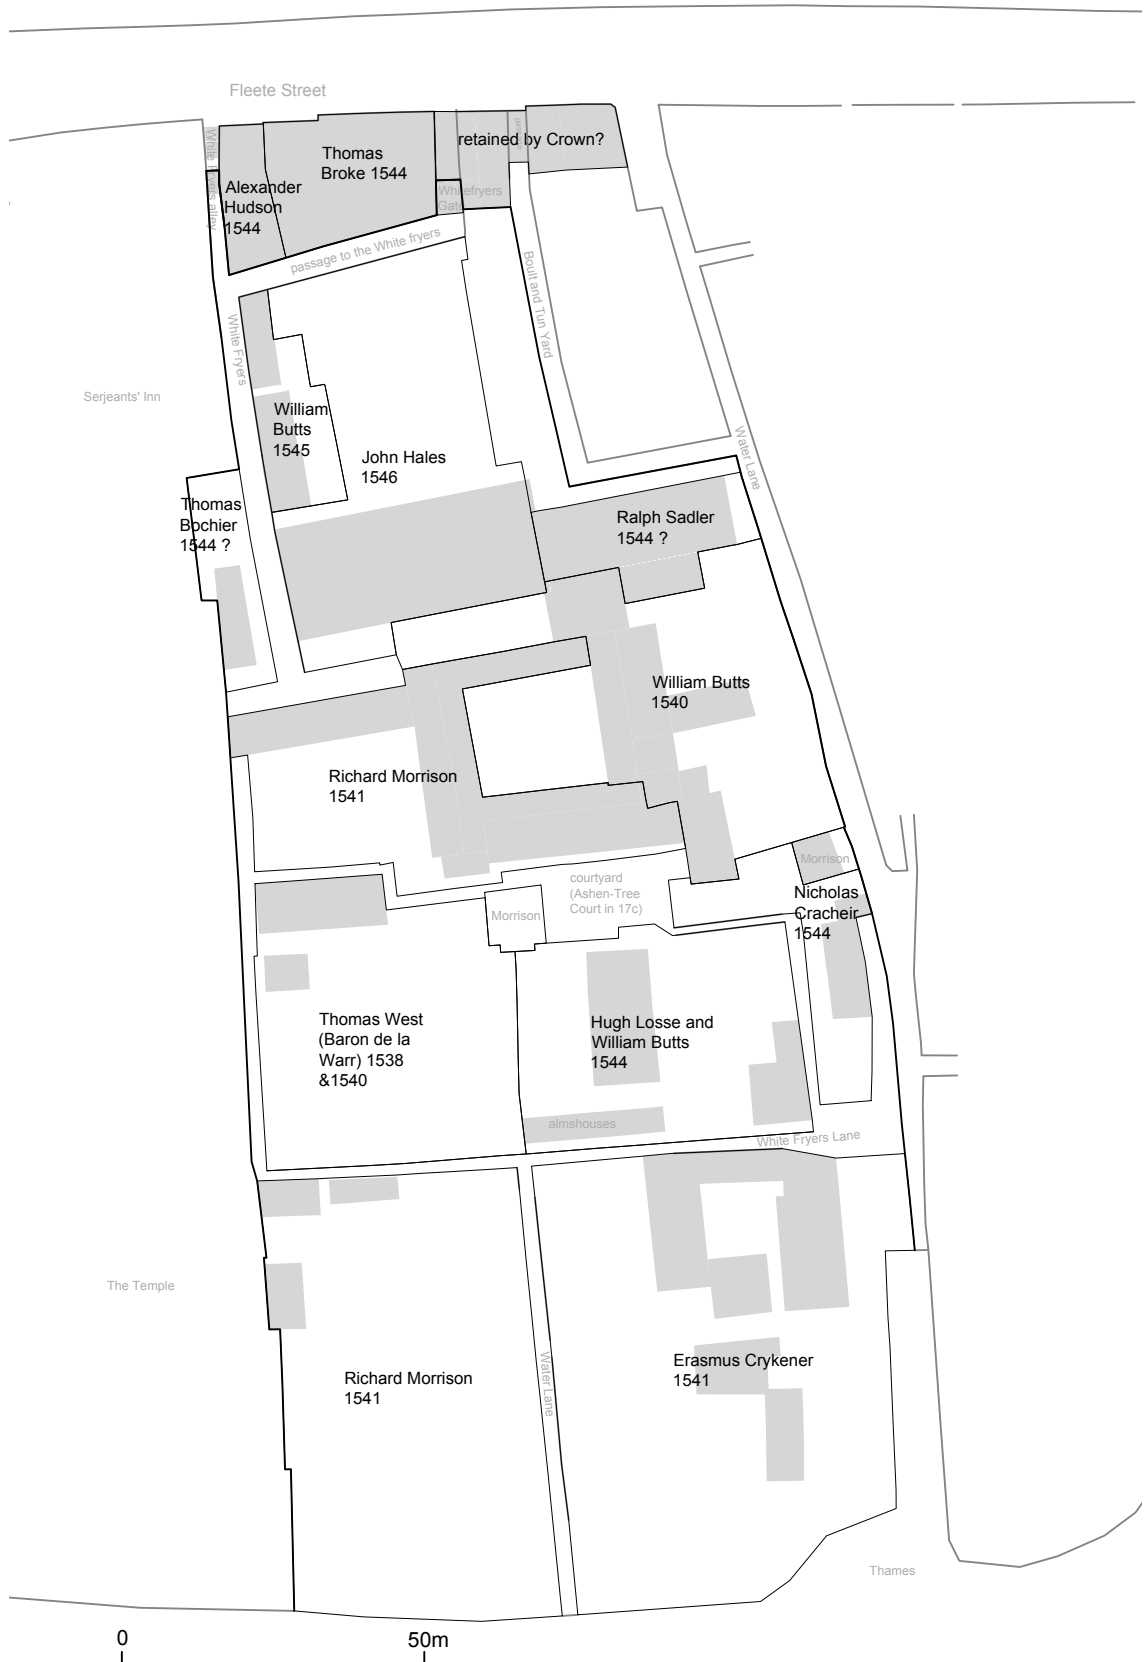 Fleete Street
White Fryers alley
Thomas
Broke 1544
retained by Crown?
passage
Alexander
Hudson
1544
Whitefryers
Gate
passage to the White fryers
Boult and Tun Yard
White Fryers
Serjeants' Inn
William
Butts
1545
John Hales
1546
Water Lane
Thomas
Bochier
1544 ?
Ralph Sadler
1544 ?
William Butts
1540
Richard Morrison
1541
Morrison
courtyard
(Ashen-Tree
Court in 17c)
Nicholas
Cracheir
1544
Morrison
Thomas West
(Baron de la
Warr) 1538
&1540
Hugh Losse and
William Butts
1544
almshouses
White Fryers Lane
The Temple
Water Lane
Erasmus Crykener
1541
Richard Morrison
1541
Thames
0
50m